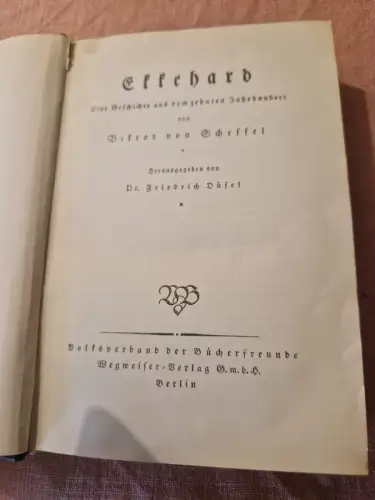 Ekkehard
Eine Geschichte aus dem zehnten Jahrhundert
von
Viktor von Scheffel
Herausgegeben von
Dr. Friedrich Düsel
VVB
Volksverband der Bücherfreunde
Wegweiser-Verlag G.m.b.H.
Berlin